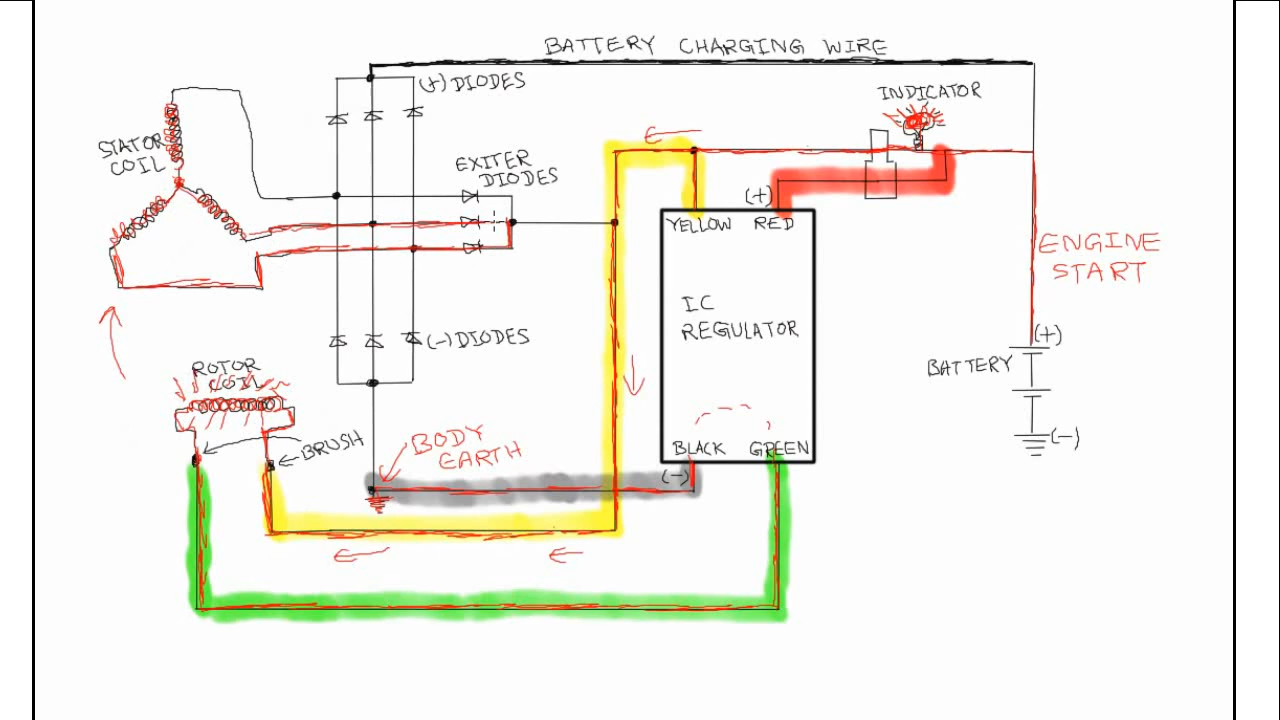 BATTERY CHARGING WIRE
(+) DIODES
INDICATOR
STATOR
COIL
EXITER
DIODES
(+)
YELLOW RED
ENGINE
START
IC
REGULATOR
(+)
(-) DIODES
BATTERY
ROTOR
COIL
(-)
BRUSH
BODY
EARTH
BLACK GREEN
(-)